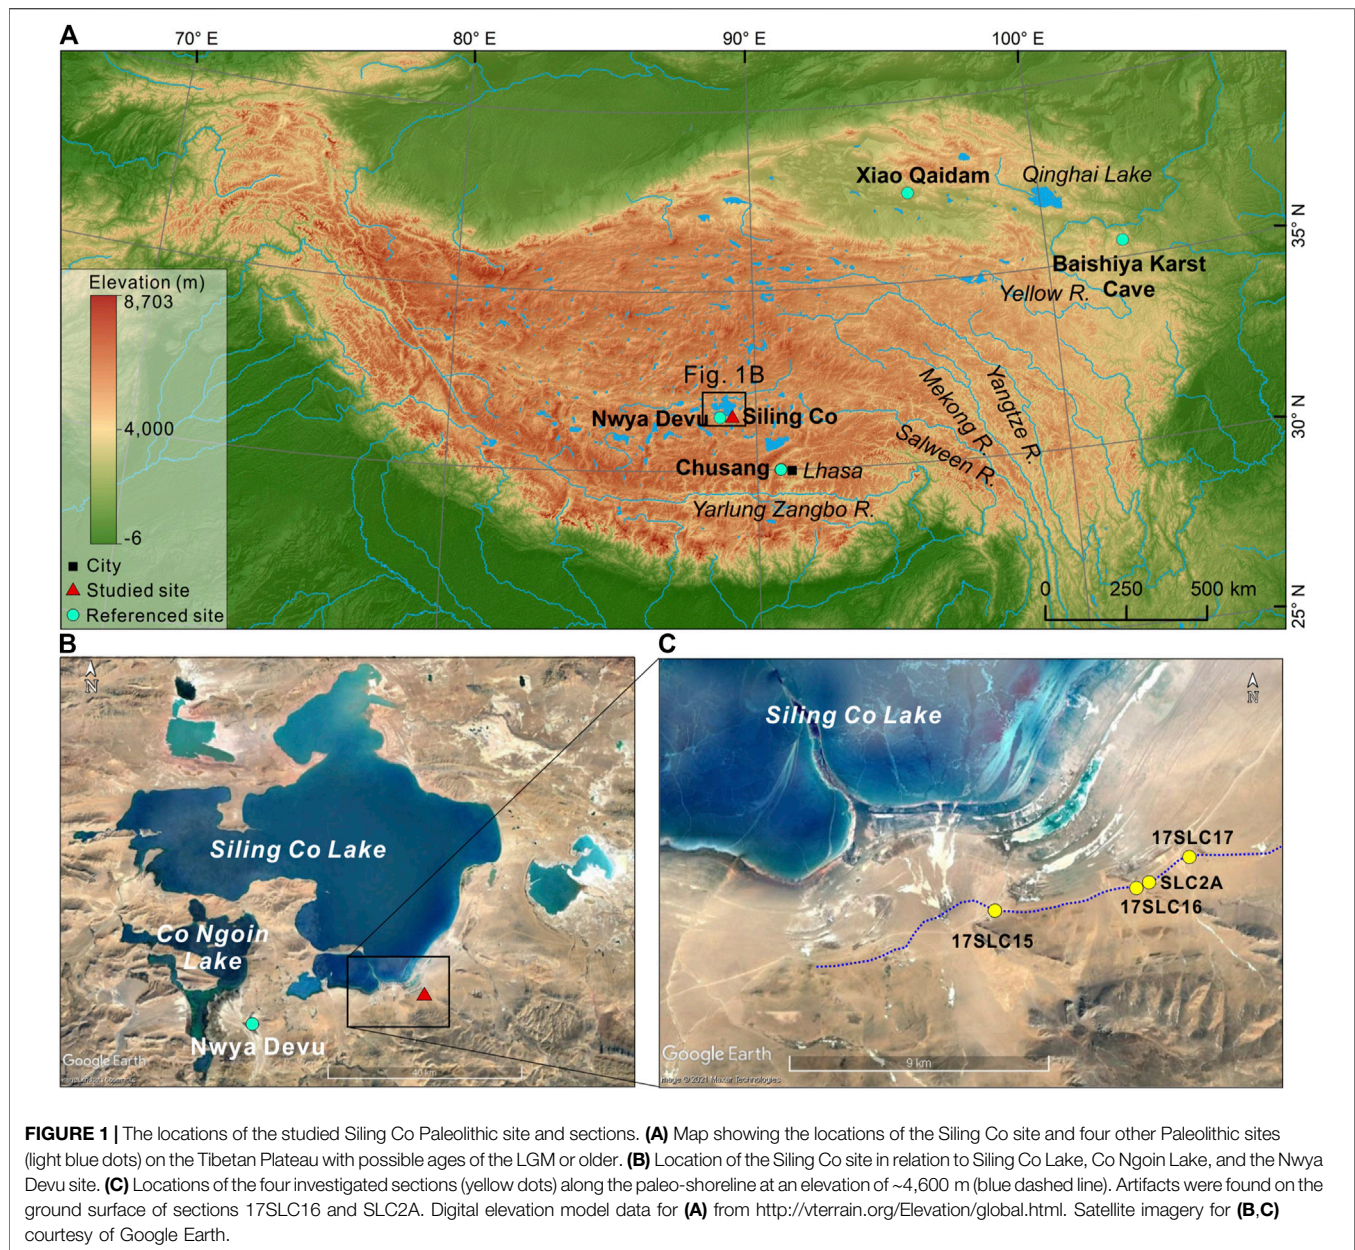 A
70° E
80° E
90° E
100° E
Xiao Qaidam
Qinghai Lake
35° N
Baishiya Karst
Cave
Yellow R.
Elevation (m)
8,703
4,000
-6
City
Studied site
Referenced site
Fig. 1B
Nwya Devu
Siling Co
Mekong R.
Yangtze R.
Salween R.
30° N
Chusang
Lhasa
Yarlung Zangbo R.
0 250 500 km
25° N
B
N
Siling Co Lake
Co Ngoin
Lake
Nwya Devu
Google Earth
40 km
C
N
Siling Co Lake
17SLC17
SLC2A
17SLC16
17SLC15
Google Earth
Image © 2021 Maxar Technologies
9 km
FIGURE 1 | The locations of the studied Siling Co Paleolithic site and sections. (A) Map showing the locations of the Siling Co site and four other Paleolithic sites
(light blue dots) on the Tibetan Plateau with possible ages of the LGM or older. (B) Location of the Siling Co site in relation to Siling Co Lake, Co Ngoin Lake, and the Nwya
Devu site. (C) Locations of the four investigated sections (yellow dots) along the paleo-shoreline at an elevation of ~4,600 m (blue dashed line). Artifacts were found on the
ground surface of sections 17SLC16 and SLC2A. Digital elevation model data for (A) from http://vterrain.org/Elevation/global.html. Satellite imagery for (B,C)
courtesy of Google Earth.